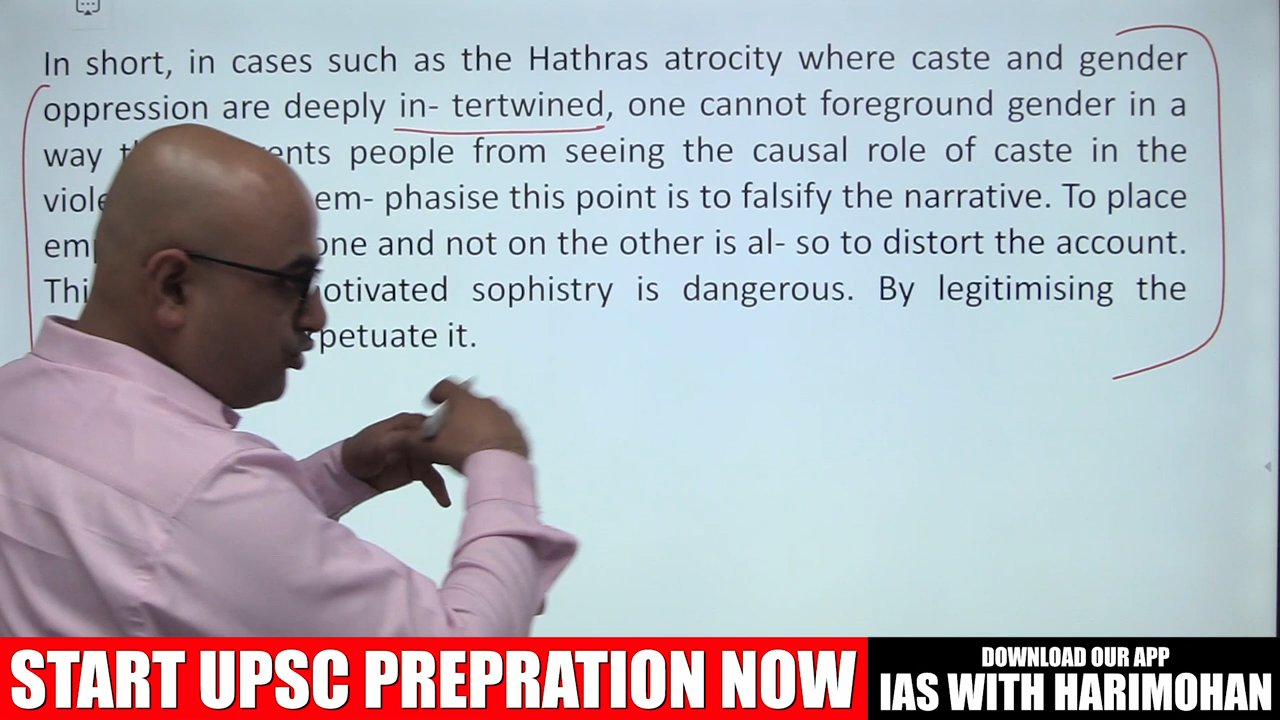 In short, in cases such as the Hathras atrocity where caste and gender
oppression are deeply in- tertwined, one cannot foreground gender in a
way ents people from seeing the causal role of caste in the
viole em- phasise this point is to falsify the narrative. To place
emp one and not on the other is al- so to distort the account.
Thi otivated sophistry is dangerous. By legitimising the
petuate it.
START UPSC PREPRATION NOW
DOWNLOAD OUR APP
IAS WITH HARIMOHAN